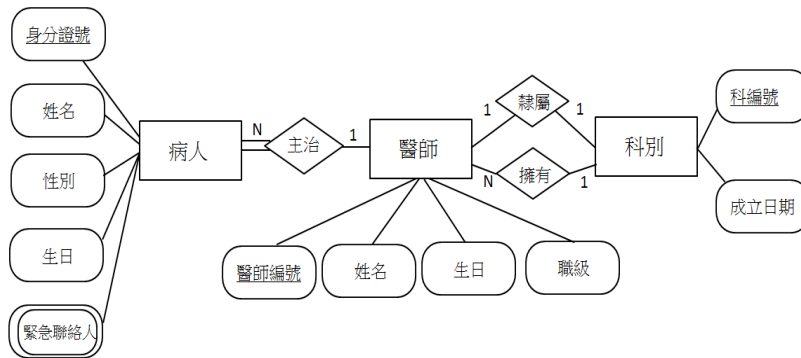 身分證號
姓名
性別
生日
緊急聯絡人
病人
N
主治
1
醫師
1
隸屬
1
N
擁有
1
科別
科編號
成立日期
醫師編號
姓名
生日
職級